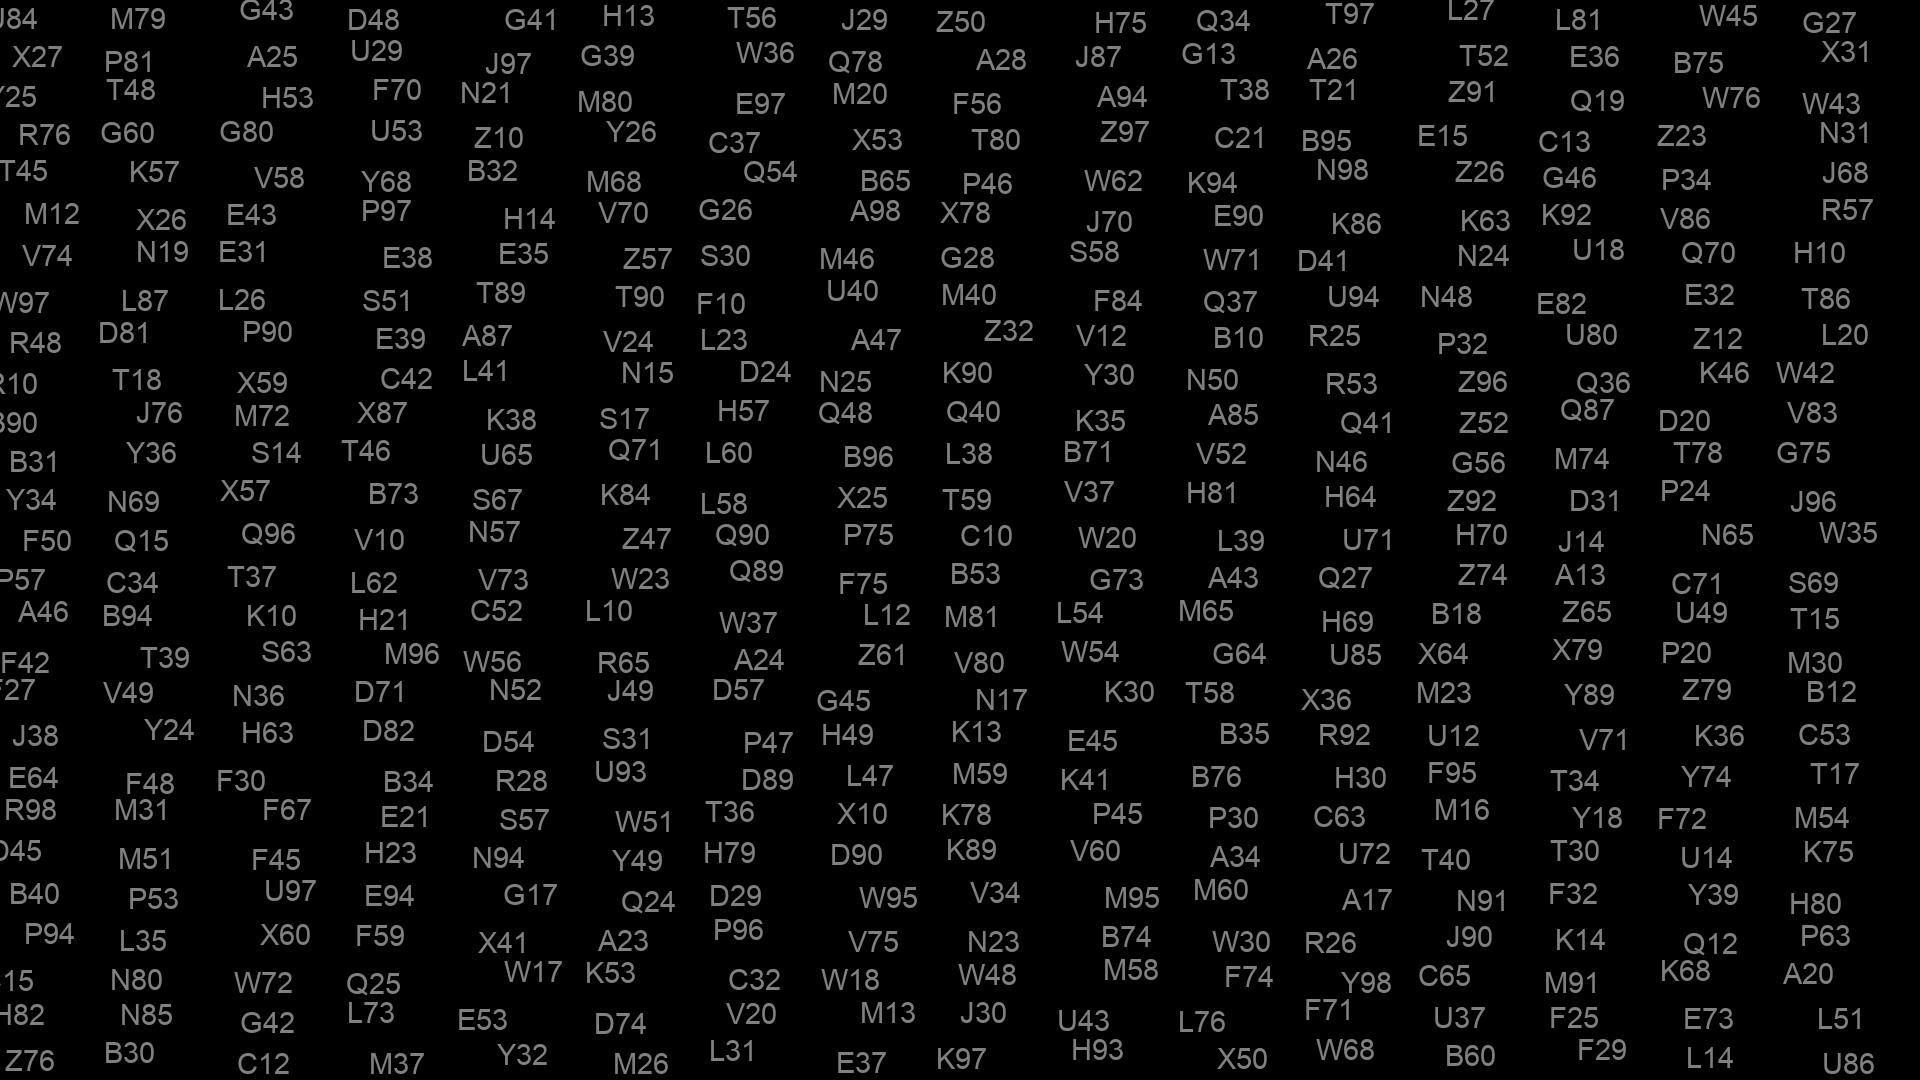 J84 M79 G43 D48 G41 H13 T56 J29 Z50 H75 Q34 T97 L27 L81 W45 G27
X27 P81 A25 U29 J97 G39 W36 Q78 A28 J87 G13 A26 T52 E36 B75 X31
Y25 T48 H53 F70 N21 M80 E97 M20 F56 A94 T38 T21 Z91 Q19 W76 W43
R76 G60 G80 U53 Z10 Y26 C37 X53 T80 Z97 C21 B95 E15 C13 Z23 N31
T45 K57 V58 Y68 B32 M68 Q54 B65 P46 W62 K94 N98 Z26 G46 P34 J68
M12 X26 E43 P97 H14 V70 G26 A98 X78 J70 E90 K86 K63 K92 V86 R57
V74 N19 E31 E38 E35 Z57 S30 M46 G28 S58 W71 D41 N24 U18 Q70 H10
W97 L87 L26 S51 T89 T90 F10 U40 M40 F84 Q37 U94 N48 E82 E32 T86
R48 D81 P90 E39 A87 V24 L23 A47 Z32 V12 B10 R25 P32 U80 Z12 L20
R10 T18 X59 C42 L41 N15 D24 N25 K90 Y30 N50 R53 Z96 Q36 K46 W42
B90 J76 M72 X87 K38 S17 H57 Q48 Q40 K35 A85 Q41 Z52 Q87 D20 V83
B31 Y36 S14 T46 U65 Q71 L60 B96 L38 B71 V52 N46 G56 M74 T78 G75
Y34 N69 X57 B73 S67 K84 L58 X25 T59 V37 H81 H64 Z92 D31 P24 J96
F50 Q15 Q96 V10 N57 Z47 Q90 P75 C10 W20 L39 U71 H70 J14 N65 W35
P57 C34 T37 L62 V73 W23 Q89 F75 B53 G73 A43 Q27 Z74 A13 C71 S69
A46 B94 K10 H21 C52 L10 W37 L12 M81 L54 M65 H69 B18 Z65 U49 T15
F42 T39 S63 M96 W56 R65 A24 Z61 V80 W54 G64 U85 X64 X79 P20 M30
F27 V49 N36 D71 N52 J49 D57 G45 N17 K30 T58 X36 M23 Y89 Z79 B12
J38 Y24 H63 D82 D54 S31 P47 H49 K13 E45 B35 R92 U12 V71 K36 C53
E64 F48 F30 B34 R28 U93 D89 L47 M59 K41 B76 H30 F95 T34 Y74 T17
R98 M31 F67 E21 S57 W51 T36 X10 K78 P45 P30 C63 M16 Y18 F72 M54
M51 F45 H23 N94 Y49 H79 D90 K89 V60 A34 U72 T40 T30 U14 K75
B40 P53 U97 E94 G17 Q24 D29 W95 V34 M95 M60 A17 N91 F32 Y39 H80
P94 L35 X60 F59 X41 A23 P96 V75 N23 B74 W30 R26 J90 K14 Q12 P63
N80 W72 Q25 W17 K53 C32 W18 W48 M58 F74 Y98 C65 M91 K68 A20
H82 N85 G42 L73 E53 D74 V20 M13 J30 U43 L76 F71 U37 F25 E73 L51
Z76 B30 C12 M37 Y32 M26 L31 E37 K97 H93 X50 W68 B60 F29 L14 U86